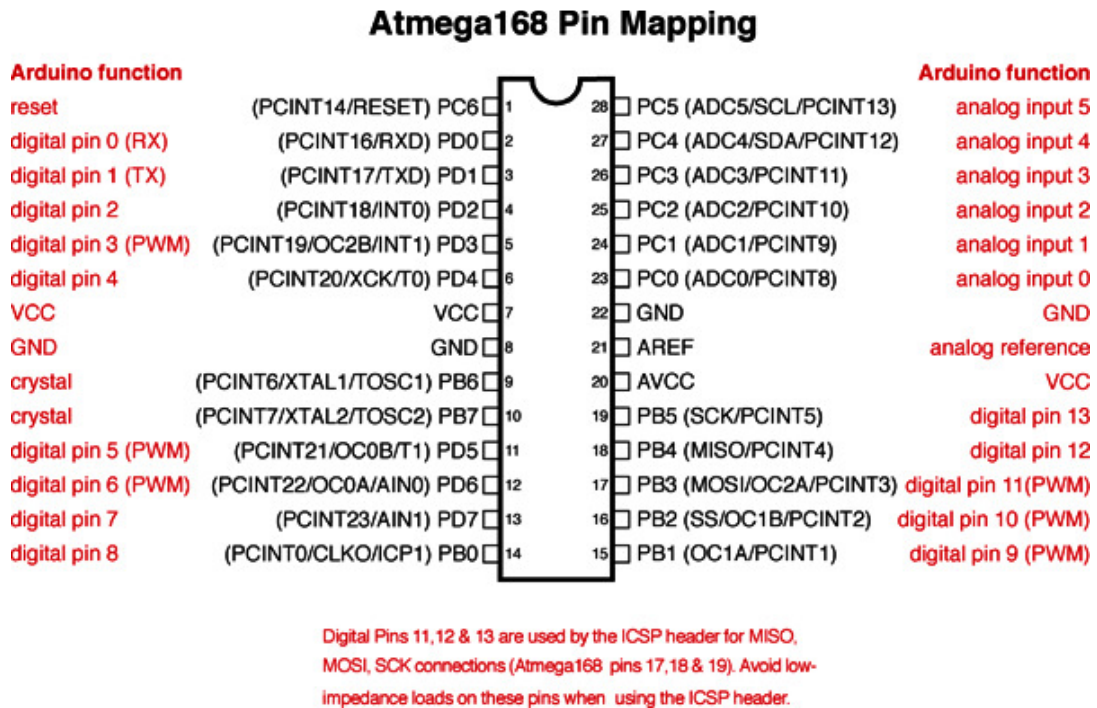 Atmega168 Pin Mapping
Arduino function Arduino function
reset (PCINT14/RESET) PC6 1 28 PC5 (ADC5/SCL/PCINT13) analog input 5
digital pin 0 (RX) (PCINT16/RXD) PD0 2 27 PC4 (ADC4/SDA/PCINT12) analog input 4
digital pin 1 (TX) (PCINT17/TXD) PD1 3 26 PC3 (ADC3/PCINT11) analog input 3
digital pin 2 (PCINT18/INT0) PD2 4 25 PC2 (ADC2/PCINT10) analog input 2
digital pin 3 (PWM) (PCINT19/OC2B/INT1) PD3 5 24 PC1 (ADC1/PCINT9) analog input 1
digital pin 4 (PCINT20/XCK/T0) PD4 6 23 PC0 (ADC0/PCINT8) analog input 0
VCC VCC 7 22 GND GND
GND GND 8 21 AREF analog reference
crystal (PCINT6/XTAL1/TOSC1) PB6 9 20 AVCC VCC
crystal (PCINT7/XTAL2/TOSC2) PB7 10 19 PB5 (SCK/PCINT5) digital pin 13
digital pin 5 (PWM) (PCINT21/OC0B/T1) PD5 11 18 PB4 (MISO/PCINT4) digital pin 12
digital pin 6 (PWM) (PCINT22/OC0A/AIN0) PD6 12 17 PB3 (MOSI/OC2A/PCINT3) digital pin 11(PWM)
digital pin 7 (PCINT23/AIN1) PD7 13 16 PB2 (SS/OC1B/PCINT2) digital pin 10 (PWM)
digital pin 8 (PCINT0/CLKO/ICP1) PB0 14 15 PB1 (OC1A/PCINT1) digital pin 9 (PWM)
Digital Pins 11,12 & 13 are used by the ICSP header for MISO,
MOSI, SCK connections (Atmega168 pins 17,18 & 19). Avoid low-
impedance loads on these pins when using the ICSP header.